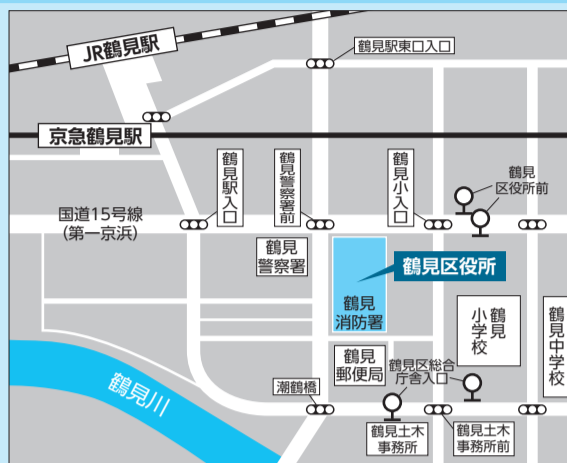 JR鶴見駅
鶴見駅東口入口
京急鶴見駅
鶴見駅入口
鶴見警察署前
鶴見小入口
鶴見
区役所前
国道15号線
(第一京浜)
鶴見
警察署
鶴見区役所
鶴見
消防署
鶴見
小学校
鶴見中学校
鶴見
郵便局
鶴見区総合
庁舎入口
鶴見川
潮鶴橋
鶴見土木
事務所
鶴見土木
事務所前